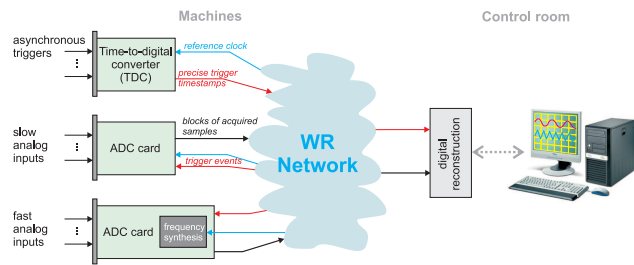 Machines
Control room
asynchronous
triggers
Time-to-digital
converter
(TDC)
reference clock
precise trigger
timestamps
slow
analog
inputs
ADC card
blocks of acquired
samples
trigger events
WR
Network
digital
reconstruction
fast
analog
inputs
ADC card
frequency
synthesis